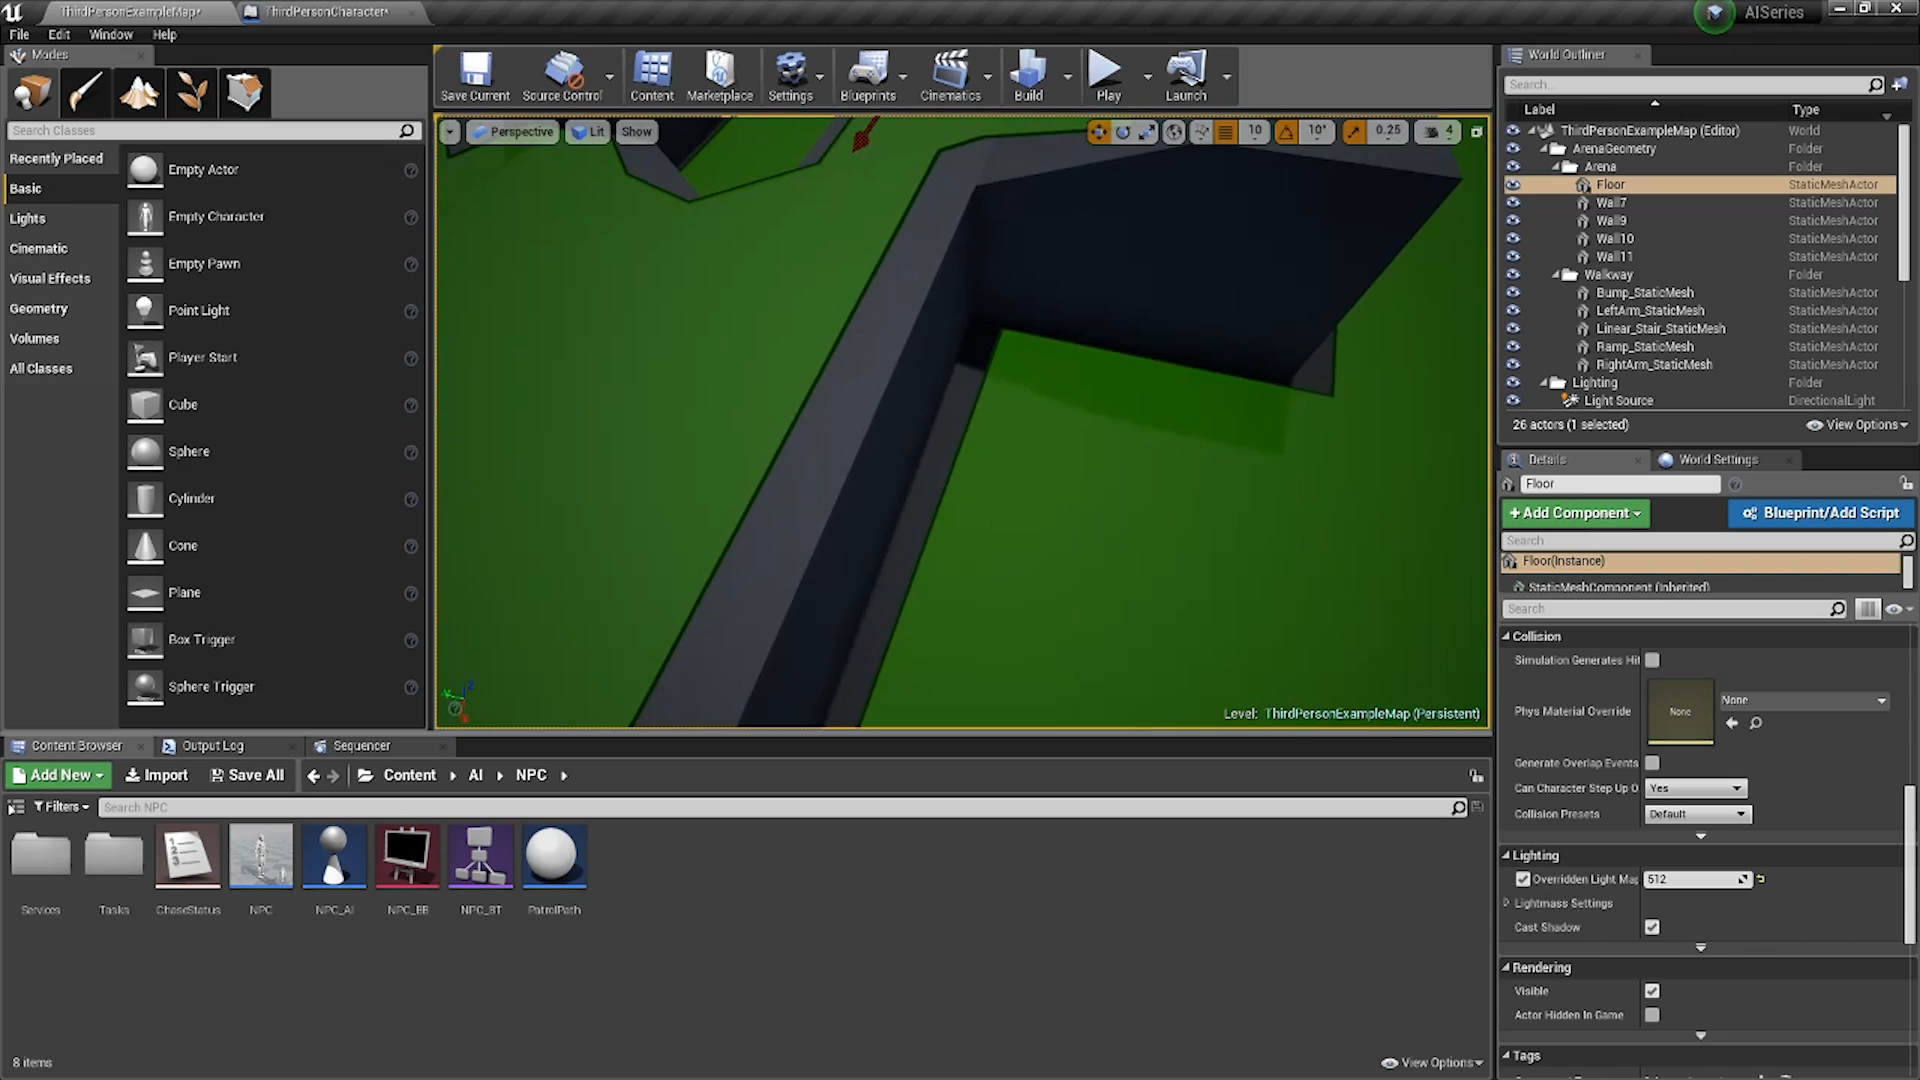 ThirdPersonExampleMap*
ThirdPersonCharacter*
AISeries
File Edit Window Help
Modes
Search Classes
Recently Placed
Basic
Lights
Cinematic
Visual Effects
Geometry
Volumes
All Classes
Empty Actor
Empty Character
Empty Pawn
Point Light
Player Start
Cube
Sphere
Cylinder
Cone
Plane
Box Trigger
Sphere Trigger
Save Current Source Control Content Marketplace Settings Blueprints Cinematics Build Play Launch
Perspective Lit Show
10 10° 0.25 4
Level: ThirdPersonExampleMap (Persistent)
World Outliner
Search...
Label Type
ThirdPersonExampleMap (Editor) World
ArenaGeometry Folder
Arena Folder
Floor StaticMeshActor
Wall7 StaticMeshActor
Wall9 StaticMeshActor
Wall10 StaticMeshActor
Wall11 StaticMeshActor
Walkway Folder
Bump_StaticMesh StaticMeshActor
LeftArm_StaticMesh StaticMeshActor
Linear_Stair_StaticMesh StaticMeshActor
Ramp_StaticMesh StaticMeshActor
RightArm_StaticMesh StaticMeshActor
Lighting Folder
Light Source DirectionalLight
26 actors (1 selected) View Options
Details World Settings
Floor
+ Add Component Blueprint/Add Script
Search
Floor(Instance)
StaticMeshComponent (Inherited)
Search
Collision
Simulation Generates Hit
Phys Material Override None None
Generate Overlap Events
Can Character Step Up O Yes
Collision Presets Default
Lighting
Overridden Light Map 512
Lightmass Settings
Cast Shadow
Rendering
Visible
Actor Hidden In Game
Tags
Content Browser Output Log Sequencer
Add New Import Save All Content AI NPC
Filters Search NPC
Services Tasks ChaseStatus NPC NPC_AI NPC_BB NPC_BT PatrolPath
8 items View Options